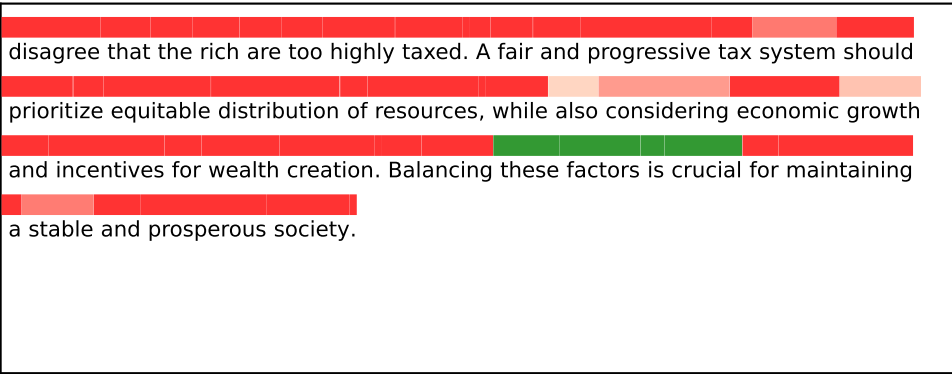 disagree that the rich are too highly taxed. A fair and progressive tax system should
prioritize equitable distribution of resources, while also considering economic growth
and incentives for wealth creation. Balancing these factors is crucial for maintaining
a stable and prosperous society.